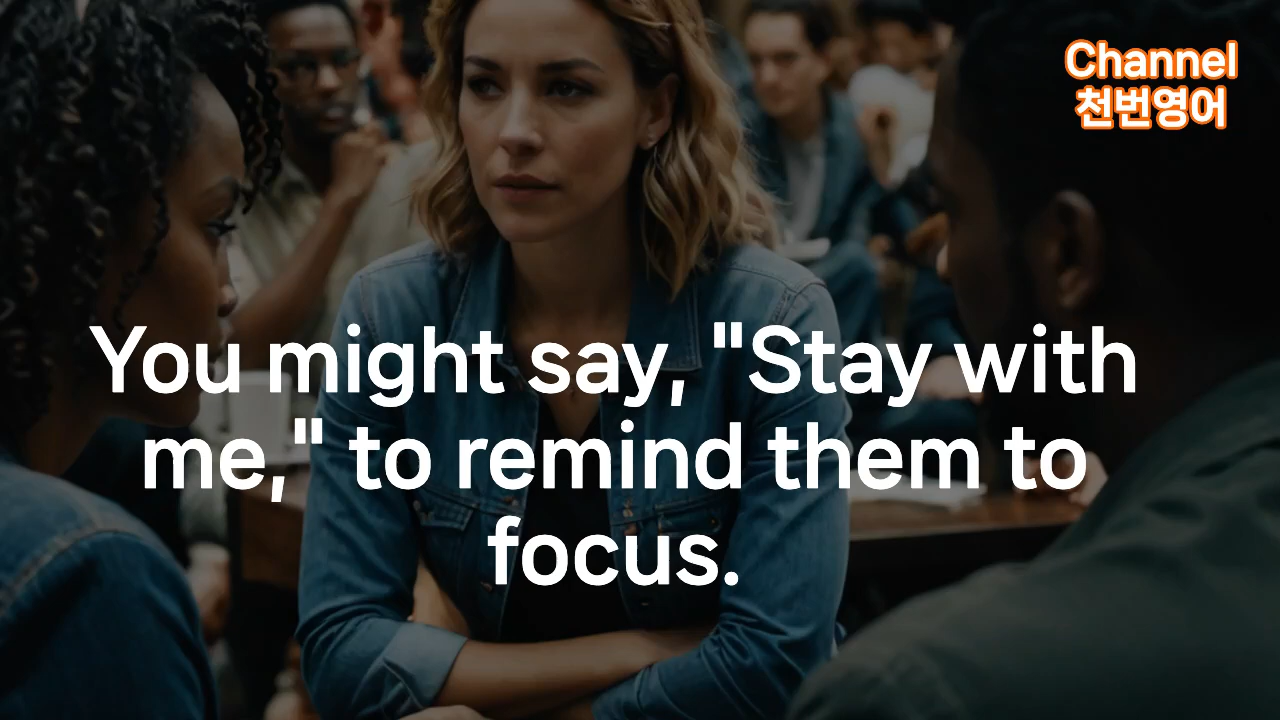 Channel
천번영어
You might say, "Stay with
me," to remind them to
focus.